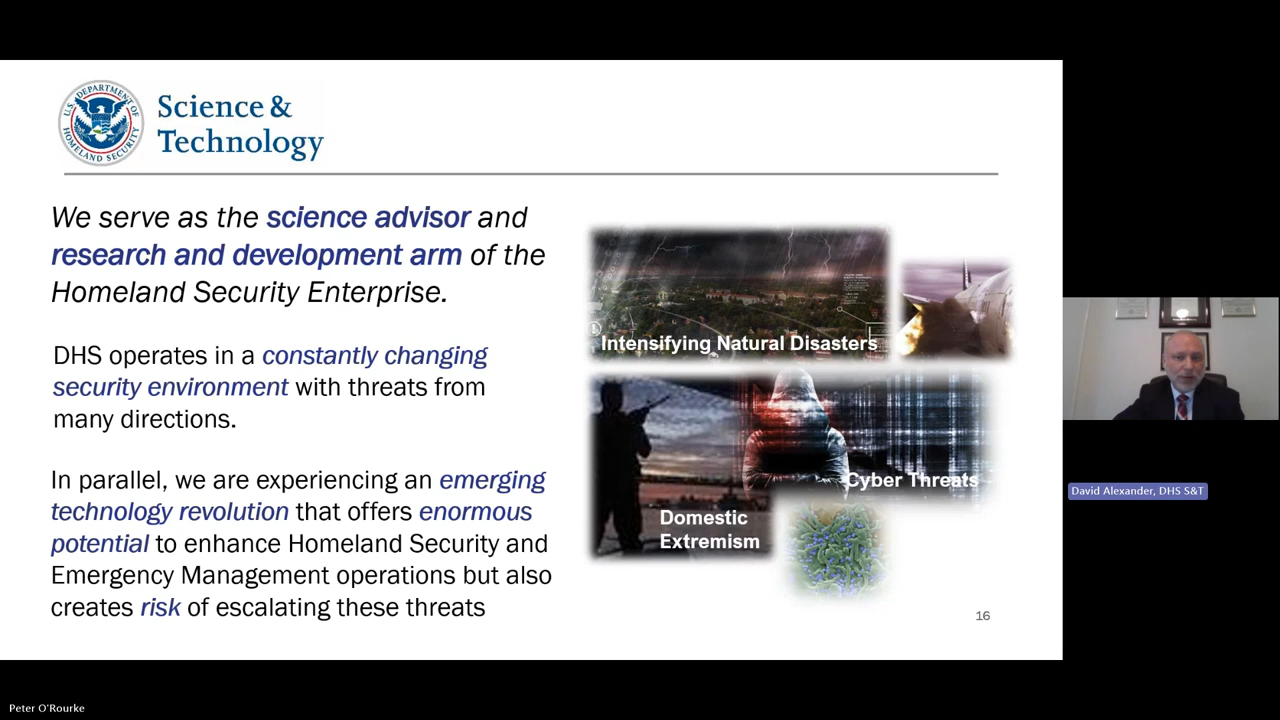 U.S. DEPARTMENT OF
HOMELAND SECURITY
Science &
Technology
We serve as the science advisor and
research and development arm of the
Homeland Security Enterprise.
DHS operates in a constantly changing
security environment with threats from
many directions.
In parallel, we are experiencing an emerging
technology revolution that offers enormous
potential to enhance Homeland Security and
Emergency Management operations but also
creates risk of escalating these threats
Intensifying Natural Disasters
Cyber Threats
Domestic
Extremism
16
David Alexander, DHS S&T
Peter O'Rourke